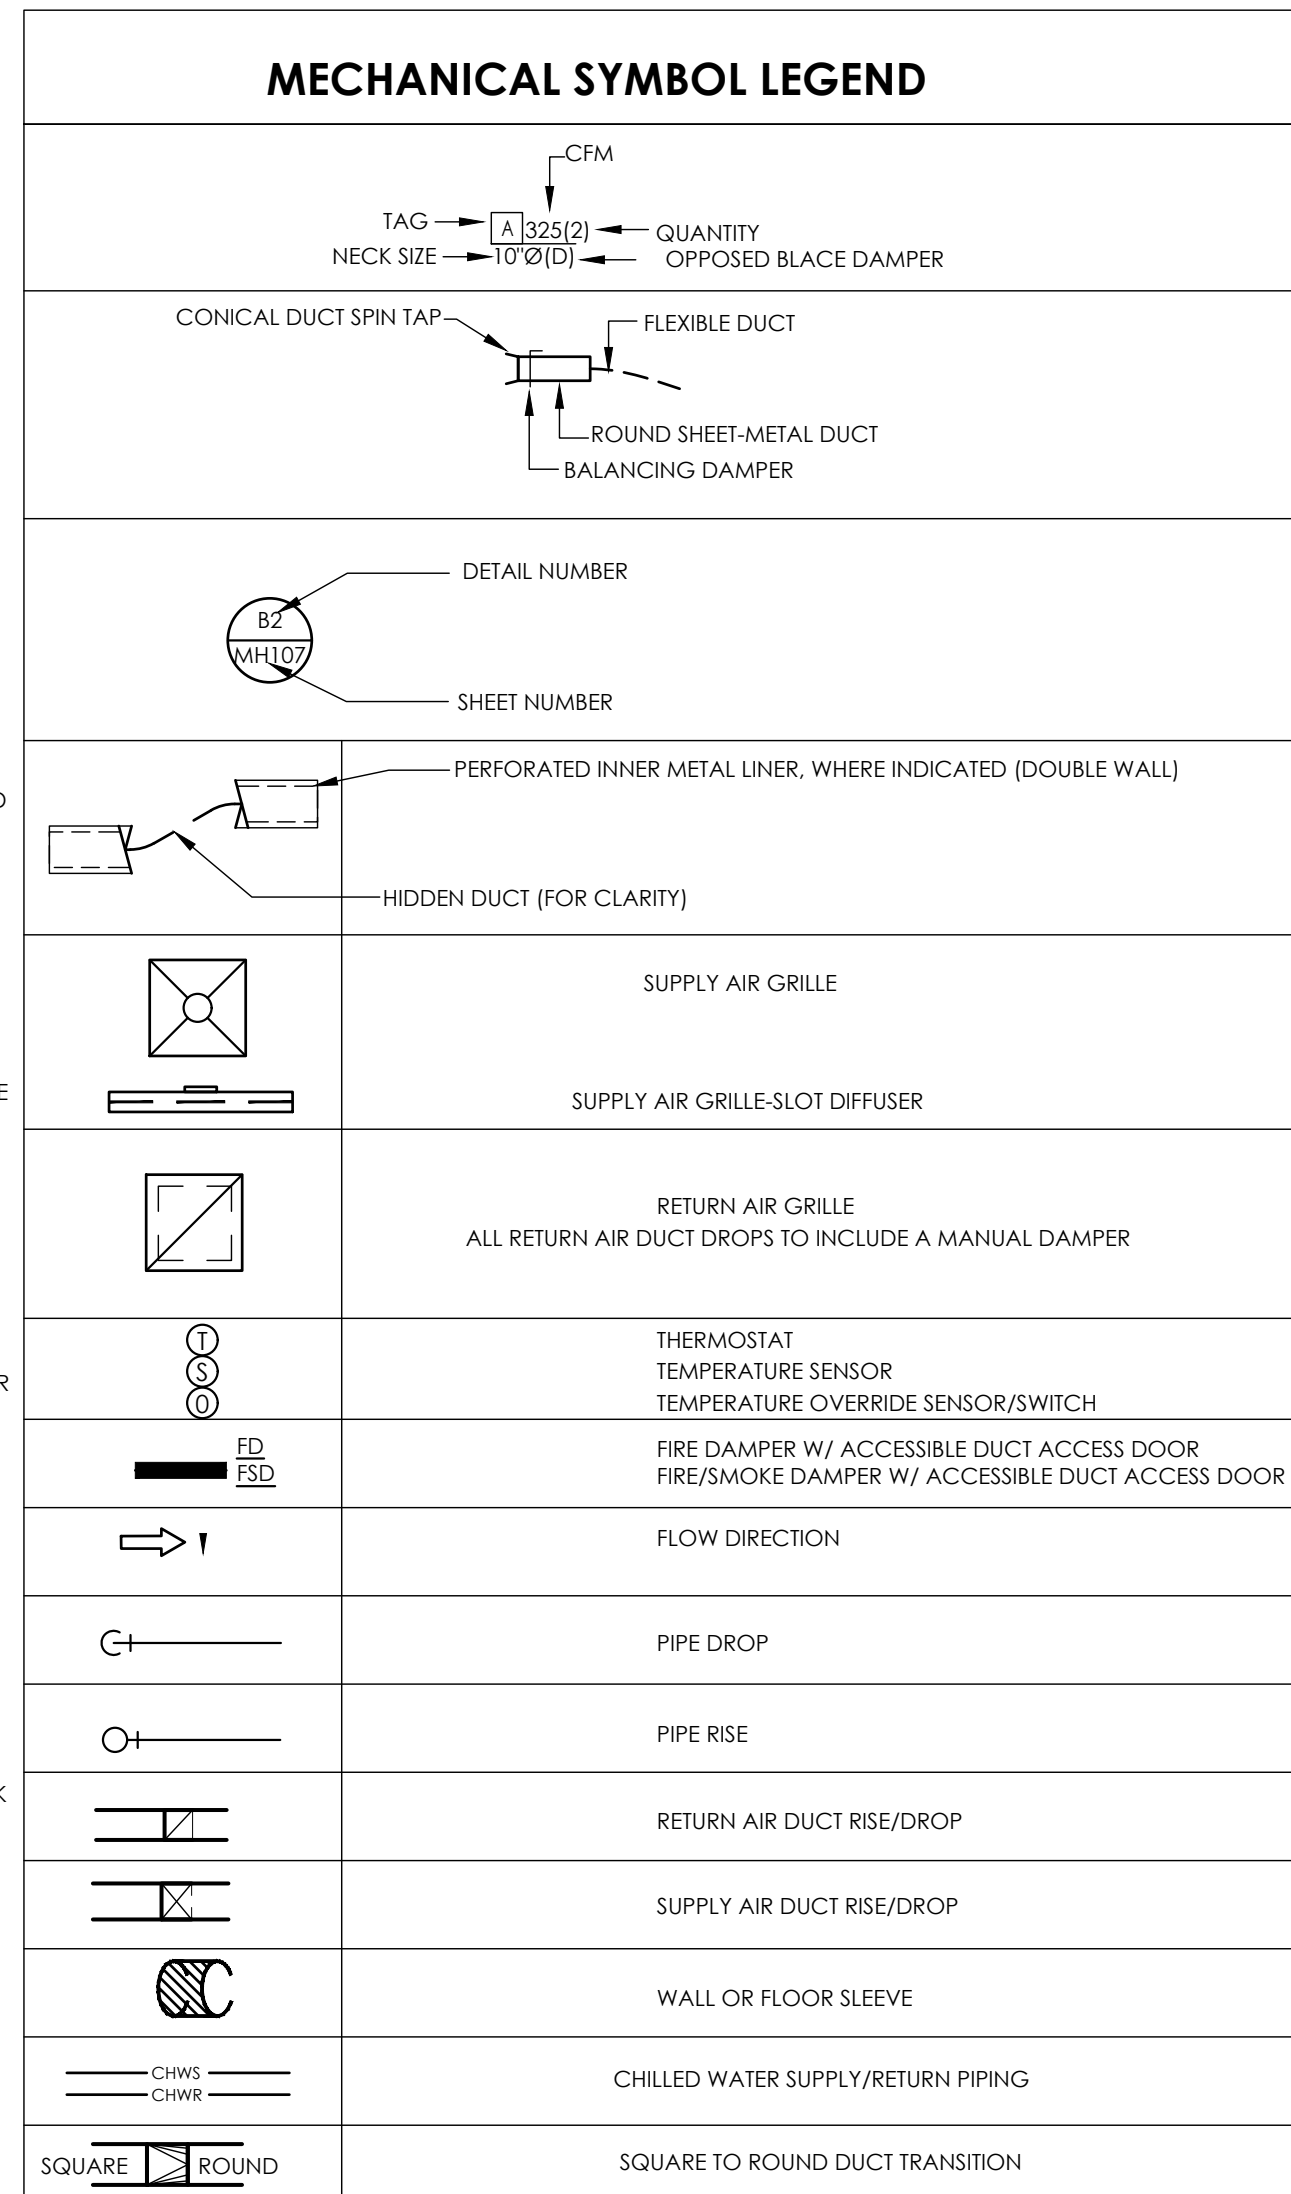 MECHANICAL SYMBOL LEGEND
CFM
TAG
A 325(2)
QUANTITY
NECK SIZE
10"Ø(D)
OPPOSED BLACE DAMPER
CONICAL DUCT SPIN TAP
FLEXIBLE DUCT
ROUND SHEET-METAL DUCT
BALANCING DAMPER
DETAIL NUMBER
B2
MH107
SHEET NUMBER
PERFORATED INNER METAL LINER, WHERE INDICATED (DOUBLE WALL)
HIDDEN DUCT (FOR CLARITY)
SUPPLY AIR GRILLE
E
SUPPLY AIR GRILLE-SLOT DIFFUSER
RETURN AIR GRILLE
ALL RETURN AIR DUCT DROPS TO INCLUDE A MANUAL DAMPER
T THERMOSTAT
S TEMPERATURE SENSOR
R
O TEMPERATURE OVERRIDE SENSOR/SWITCH
FD FIRE DAMPER W/ ACCESSIBLE DUCT ACCESS DOOR
FSD FIRE/SMOKE DAMPER W/ ACCESSIBLE DUCT ACCESS DOOR
FLOW DIRECTION
PIPE DROP
PIPE RISE
K
RETURN AIR DUCT RISE/DROP
SUPPLY AIR DUCT RISE/DROP
WALL OR FLOOR SLEEVE
CHWS
CHWR
CHILLED WATER SUPPLY/RETURN PIPING
SQUARE ROUND SQUARE TO ROUND DUCT TRANSITION